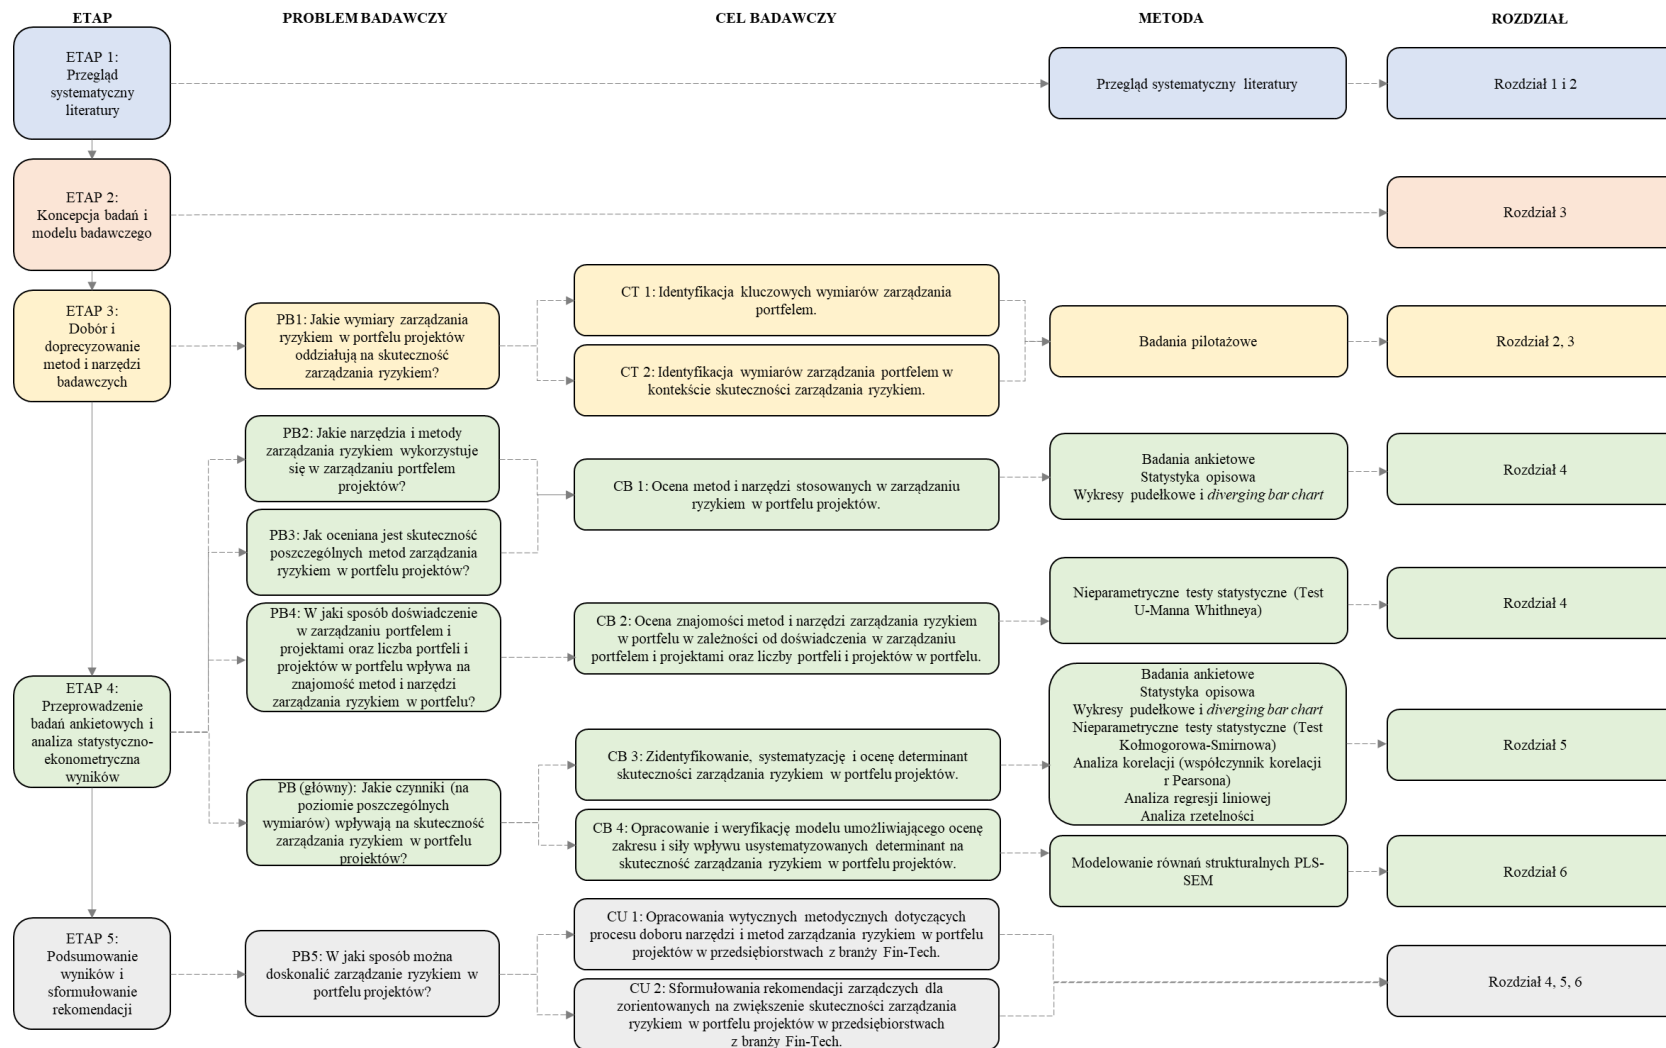 ETAP
PROBLEM BADAWCZY
CEL BADAWCZY
METODA
ROZDZIAŁ
ETAP 1:
Przegląd
systematyczny
literatury
Przegląd systematyczny literatury
Rozdział 1 i 2
ETAP 2:
Koncepcja badań i
modelu badawczego
Rozdział 3
ETAP 3:
Dobór i
doprecyzowanie
metod i narzędzi
badawczych
PB1: Jakie wymiary zarządzania
ryzykiem w portfelu projektów
oddziałują na skuteczność
zarządzania ryzykiem?
CT 1: Identyfikacja kluczowych wymiarów zarządzania
portfelem.
CT 2: Identyfikacja wymiarów zarządzania portfelem w
kontekście skuteczności zarządzania ryzykiem.
Badania pilotażowe
Rozdział 2, 3
ETAP 4:
Przeprowadzenie
badań ankietowych i
analiza statystyczno-
ekonometryczna
wyników
PB2: Jakie narzędzia i metody
zarządzania ryzykiem wykorzystuje
się w zarządzaniu portfelem
projektów?
PB3: Jak oceniana jest skuteczność
poszczególnych metod zarządzania
ryzykiem w portfelu projektów?
CB 1: Ocena metod i narzędzi stosowanych w zarządzaniu
ryzykiem w portfelu projektów.
Badania ankietowe
Statystyka opisowa
Wykresy pudełkowe i diverging bar chart
Rozdział 4
PB4: W jaki sposób doświadczenie
w zarządzaniu portfelem i
projektami oraz liczba portfeli i
projektów w portfelu wpływa na
znajomość metod i narzędzi
zarządzania ryzykiem w portfelu?
CB 2: Ocena znajomości metod i narzędzi zarządzania ryzykiem
w portfelu w zależności od doświadczenia w zarządzaniu
portfelem i projektami oraz liczby portfeli i projektów w portfelu.
Nieparametryczne testy statystyczne (Test
U-Manna Whithneya)
Rozdział 4
PB (główny): Jakie czynniki (na
poziomie poszczególnych
wymiarów) wpływają na skuteczność
zarządzania ryzykiem w portfelu
projektów?
CB 3: Zidentyfikowanie, systematyzację i ocenę determinant
skuteczności zarządzania ryzykiem w portfelu projektów.
Badania ankietowe
Statystyka opisowa
Wykresy pudełkowe i diverging bar chart
Nieparametryczne testy statystyczne (Test
Kołmogorowa-Smirnowa)
Analiza korelacji (współczynnik korelacji
r Pearsona)
Analiza regresji liniowej
Analiza rzetelności
Rozdział 5
CB 4: Opracowanie i weryfikację modelu umożliwiającego ocenę
zakresu i siły wpływu usystematyzowanych determinant na
skuteczność zarządzania ryzykiem w portfelu projektów.
Modelowanie równań strukturalnych PLS-
SEM
Rozdział 6
ETAP 5:
Podsumowanie
wyników i
sformułowanie
rekomendacji
PB5: W jaki sposób można
doskonalić zarządzanie ryzykiem w
portfelu projektów?
CU 1: Opracowania wytycznych metodycznych dotyczących
procesu doboru narzędzi i metod zarządzania ryzykiem w portfelu
projektów w przedsiębiorstwach z branży Fin-Tech.
CU 2: Sformułowania rekomendacji zarządczych dla
zorientowanych na zwiększenie skuteczności zarządzania
ryzykiem w portfelu projektów w przedsiębiorstwach
z branży Fin-Tech.
Rozdział 4, 5, 6